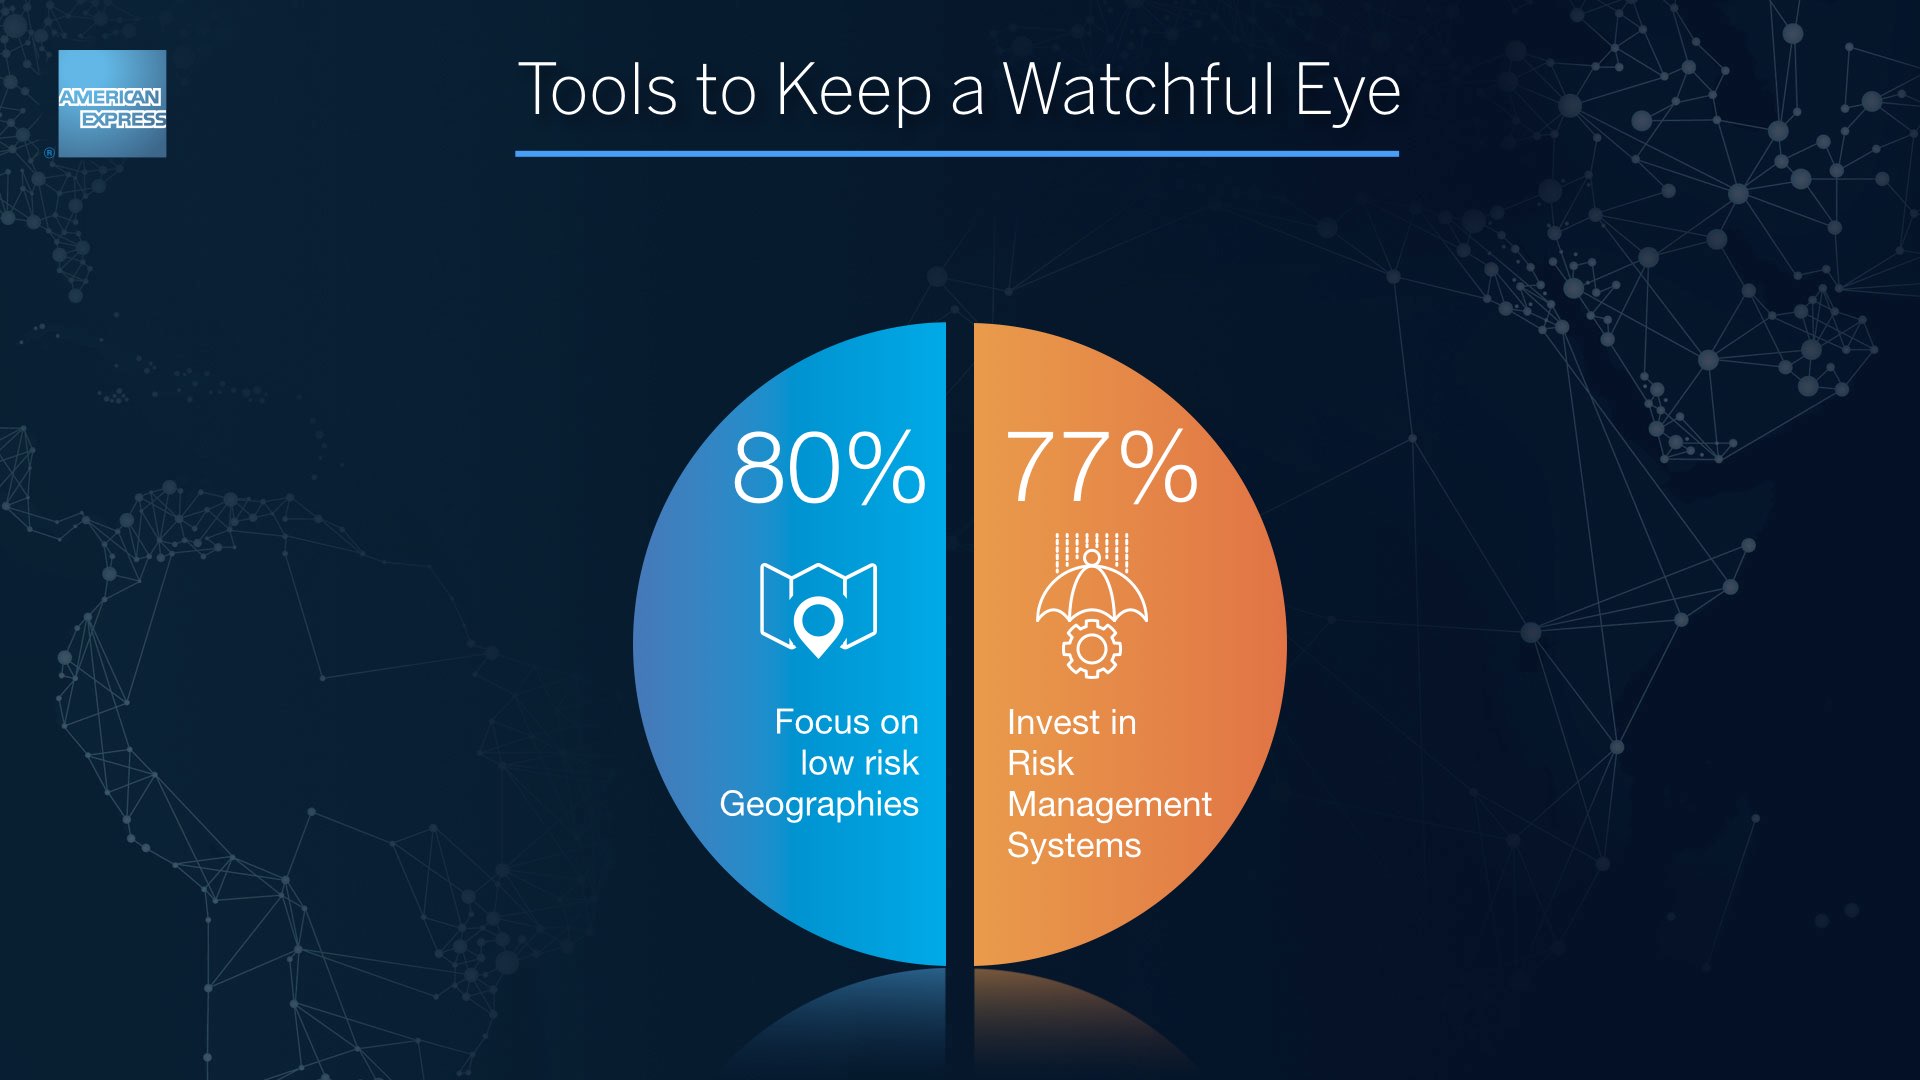 AMERICAN
EXPRESS
®
Tools to Keep a Watchful Eye
80%
Focus on
low risk
Geographies
77%
Invest in
Risk
Management
Systems